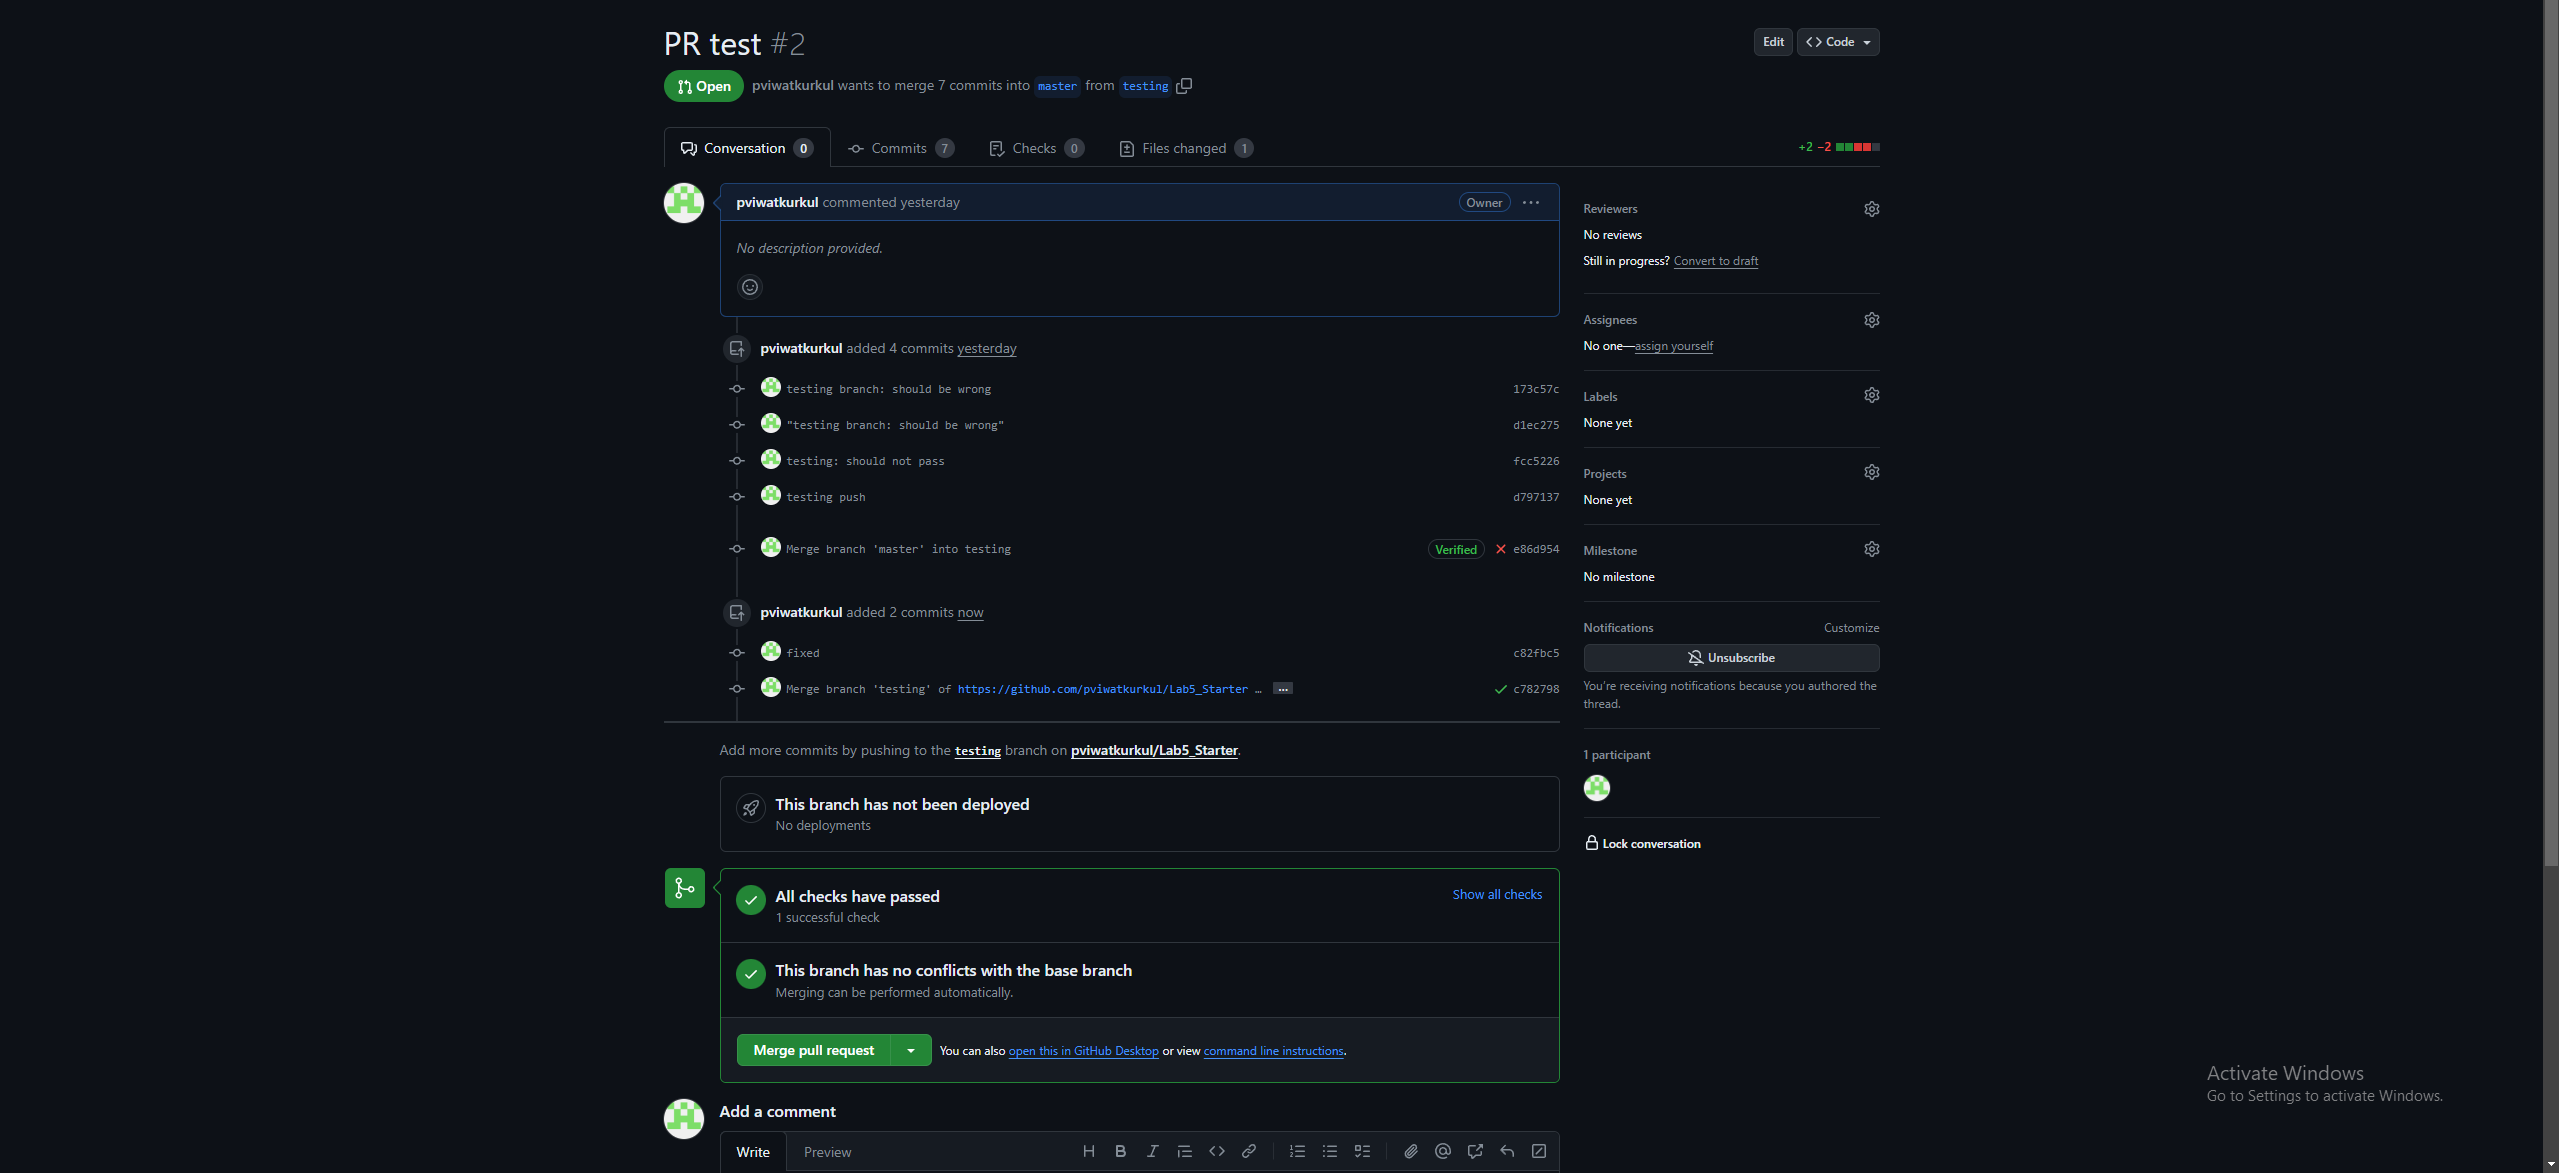 PR test #2
Edit
Code
Open
pviwatkurkul wants to merge 7 commits into master from testing
Conversation 0
Commits 7
Checks 0
Files changed 1
+2 −2
pviwatkurkul commented yesterday
Owner
No description provided.
pviwatkurkul added 4 commits yesterday
testing branch: should be wrong
173c57c
"testing branch: should be wrong"
d1ec275
testing: should not pass
fcc5226
testing push
d797137
Merge branch 'master' into testing
Verified
e86d954
pviwatkurkul added 2 commits now
fixed
c82fbc5
Merge branch 'testing' of https://github.com/pviwatkurkul/Lab5_Starter …
c782798
Add more commits by pushing to the testing branch on pviwatkurkul/Lab5_Starter.
This branch has not been deployed
No deployments
All checks have passed
1 successful check
Show all checks
This branch has no conflicts with the base branch
Merging can be performed automatically.
Merge pull request
You can also open this in GitHub Desktop or view command line instructions.
Add a comment
Write
Preview
Reviewers
No reviews
Still in progress? Convert to draft
Assignees
No one—assign yourself
Labels
None yet
Projects
None yet
Milestone
No milestone
Notifications
Customize
Unsubscribe
You're receiving notifications because you authored the
thread.
1 participant
Lock conversation
Activate Windows
Go to Settings to activate Windows.